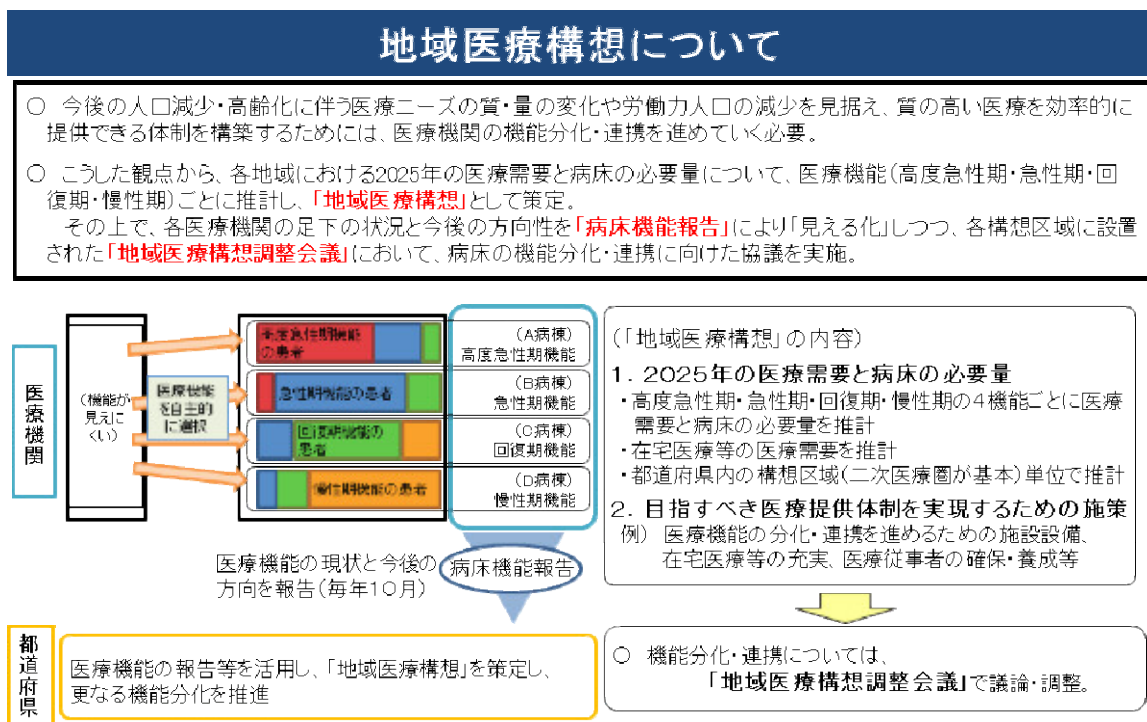 地域医療構想について
○ 今後の人口減少・高齢化に伴う医療ニーズの質・量の変化や労働力人口の減少を見据え、質の高い医療を効率的に
提供できる体制を構築するためには、医療機関の機能分化・連携を進めていく必要。
○ こうした観点から、各地域における2025年の医療需要と病床の必要量について、医療機能(高度急性期・急性期・回
復期・慢性期)ごとに推計し、「地域医療構想」として策定。
その上で、各医療機関の足下の状況と今後の方向性を「病床機能報告」により「見える化」しつつ、各構想区域に設置
された「地域医療構想調整会議」において、病床の機能分化・連携に向けた協議を実施。
医療機関
(機能が
見えに
くい)
医療機能
を自主的
に選択
高度急性期機能
の患者
急性期機能の患者
回復期機能の
患者
慢性期機能の患者
(A病棟)
高度急性期機能
(B病棟)
急性期機能
(C病棟)
回復期機能
(D病棟)
慢性期機能
医療機能の現状と今後の
方向を報告(毎年10月)
病床機能報告
(「地域医療構想」の内容)
1. 2025年の医療需要と病床の必要量
・高度急性期・急性期・回復期・慢性期の4機能ごとに医療
需要と病床の必要量を推計
・在宅医療等の医療需要を推計
・都道府県内の構想区域(二次医療圏が基本)単位で推計
2. 目指すべき医療提供体制を実現するための施策
例) 医療機能の分化・連携を進めるための施設設備、
在宅医療等の充実、医療従事者の確保・養成等
都道府県
医療機能の報告等を活用し、「地域医療構想」を策定し、
更なる機能分化を推進
○ 機能分化・連携については、
「地域医療構想調整会議」で議論・調整。